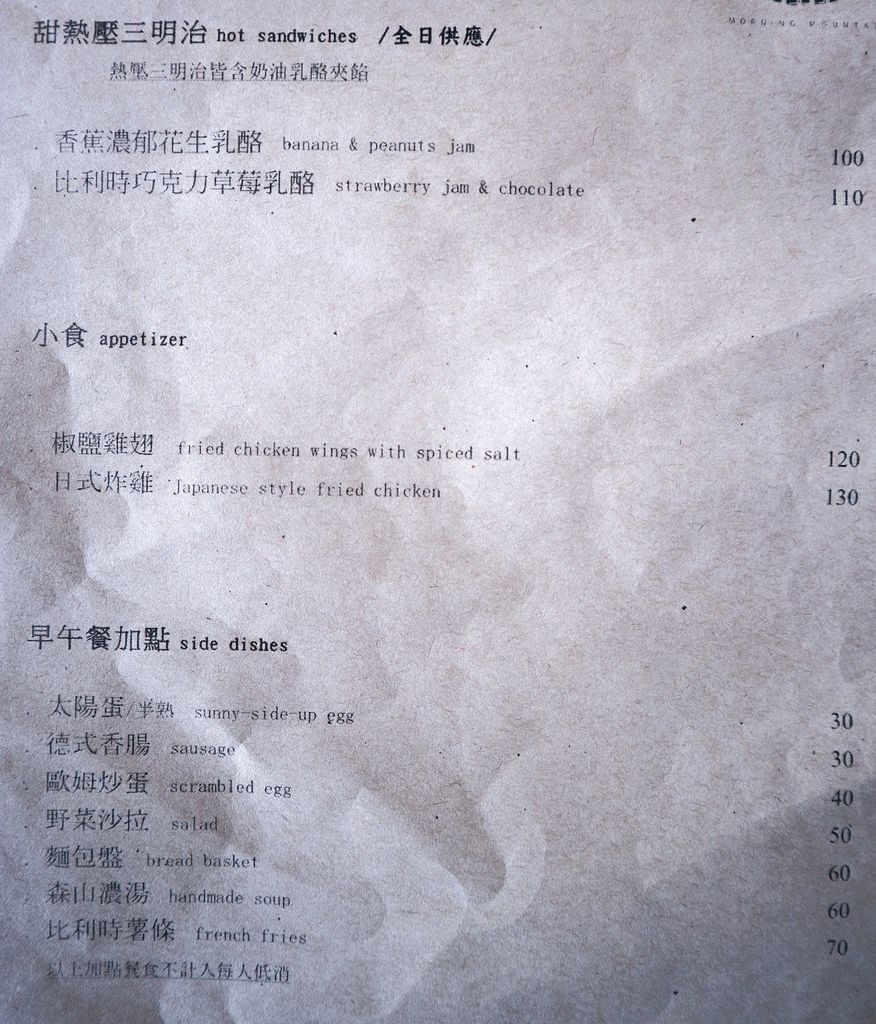 MORNING MOUNTA
甜熱壓三明治 hot sandwiches /全日供應/
熱壓三明治皆含奶油乳酪夾餡
香蕉濃郁花生乳酪 banana & peanuts jam 100
比利時巧克力草莓乳酪 strawberry jam & chocolate 110
小食 appetizer
椒鹽雞翅 fried chicken wings with spiced salt 120
日式炸雞 Japanese style fried chicken 130
早午餐加點 side dishes
太陽蛋/半熟 sunny-side-up egg 30
德式香腸 sausage 30
歐姆炒蛋 scrambled egg 40
野菜沙拉 salad 50
麵包盤 bread basket 60
森山濃湯 handmade soup 60
比利時薯條 french fries 70
以上加點餐食不計入每人低消